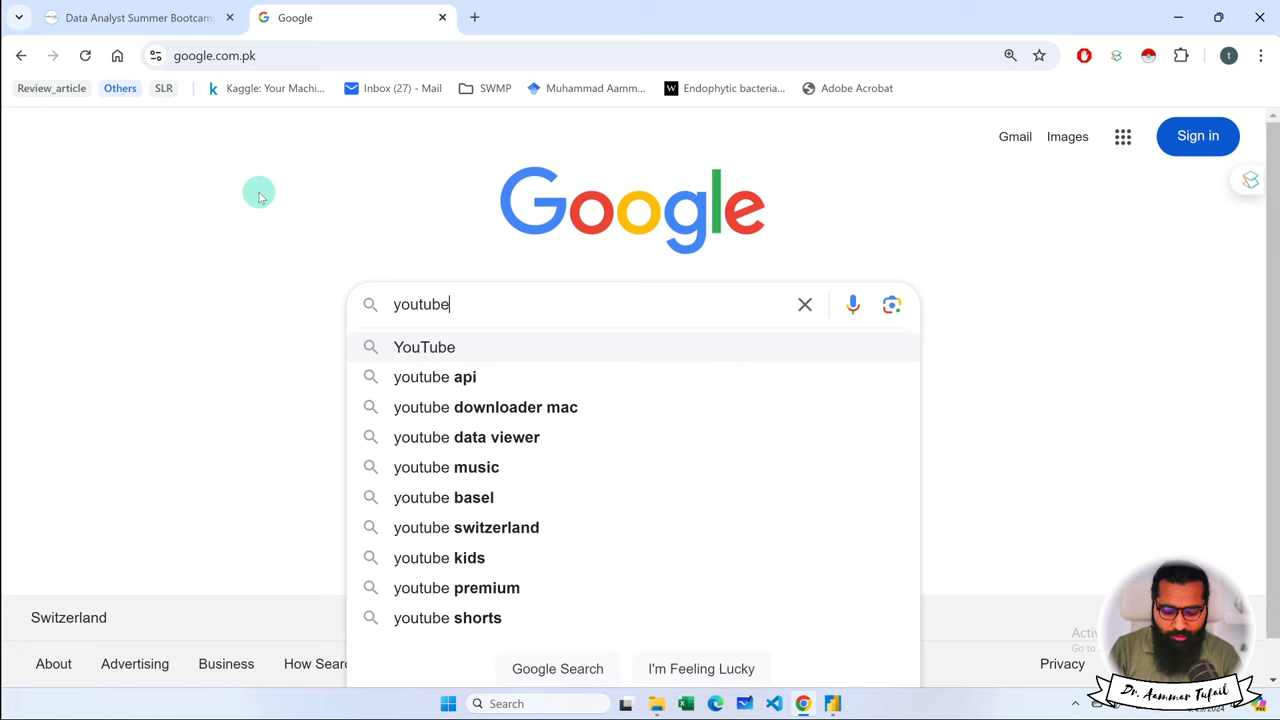 Data Analyst Summer Bootcam
Google
google.com.pk
Review_article
Others
SLR
Kaggle: Your Machi...
Inbox (27) - Mail
SWMP
Muhammad Aamm...
Endophytic bacteria...
Adobe Acrobat
Gmail
Images
Sign in
Google
youtube
YouTube
youtube api
youtube downloader mac
youtube data viewer
youtube music
youtube basel
youtube switzerland
youtube kids
youtube premium
youtube shorts
Google Search
I'm Feeling Lucky
Switzerland
About
Advertising
Business
How Sear
Privacy
Search
Dr. Aammar Tufail